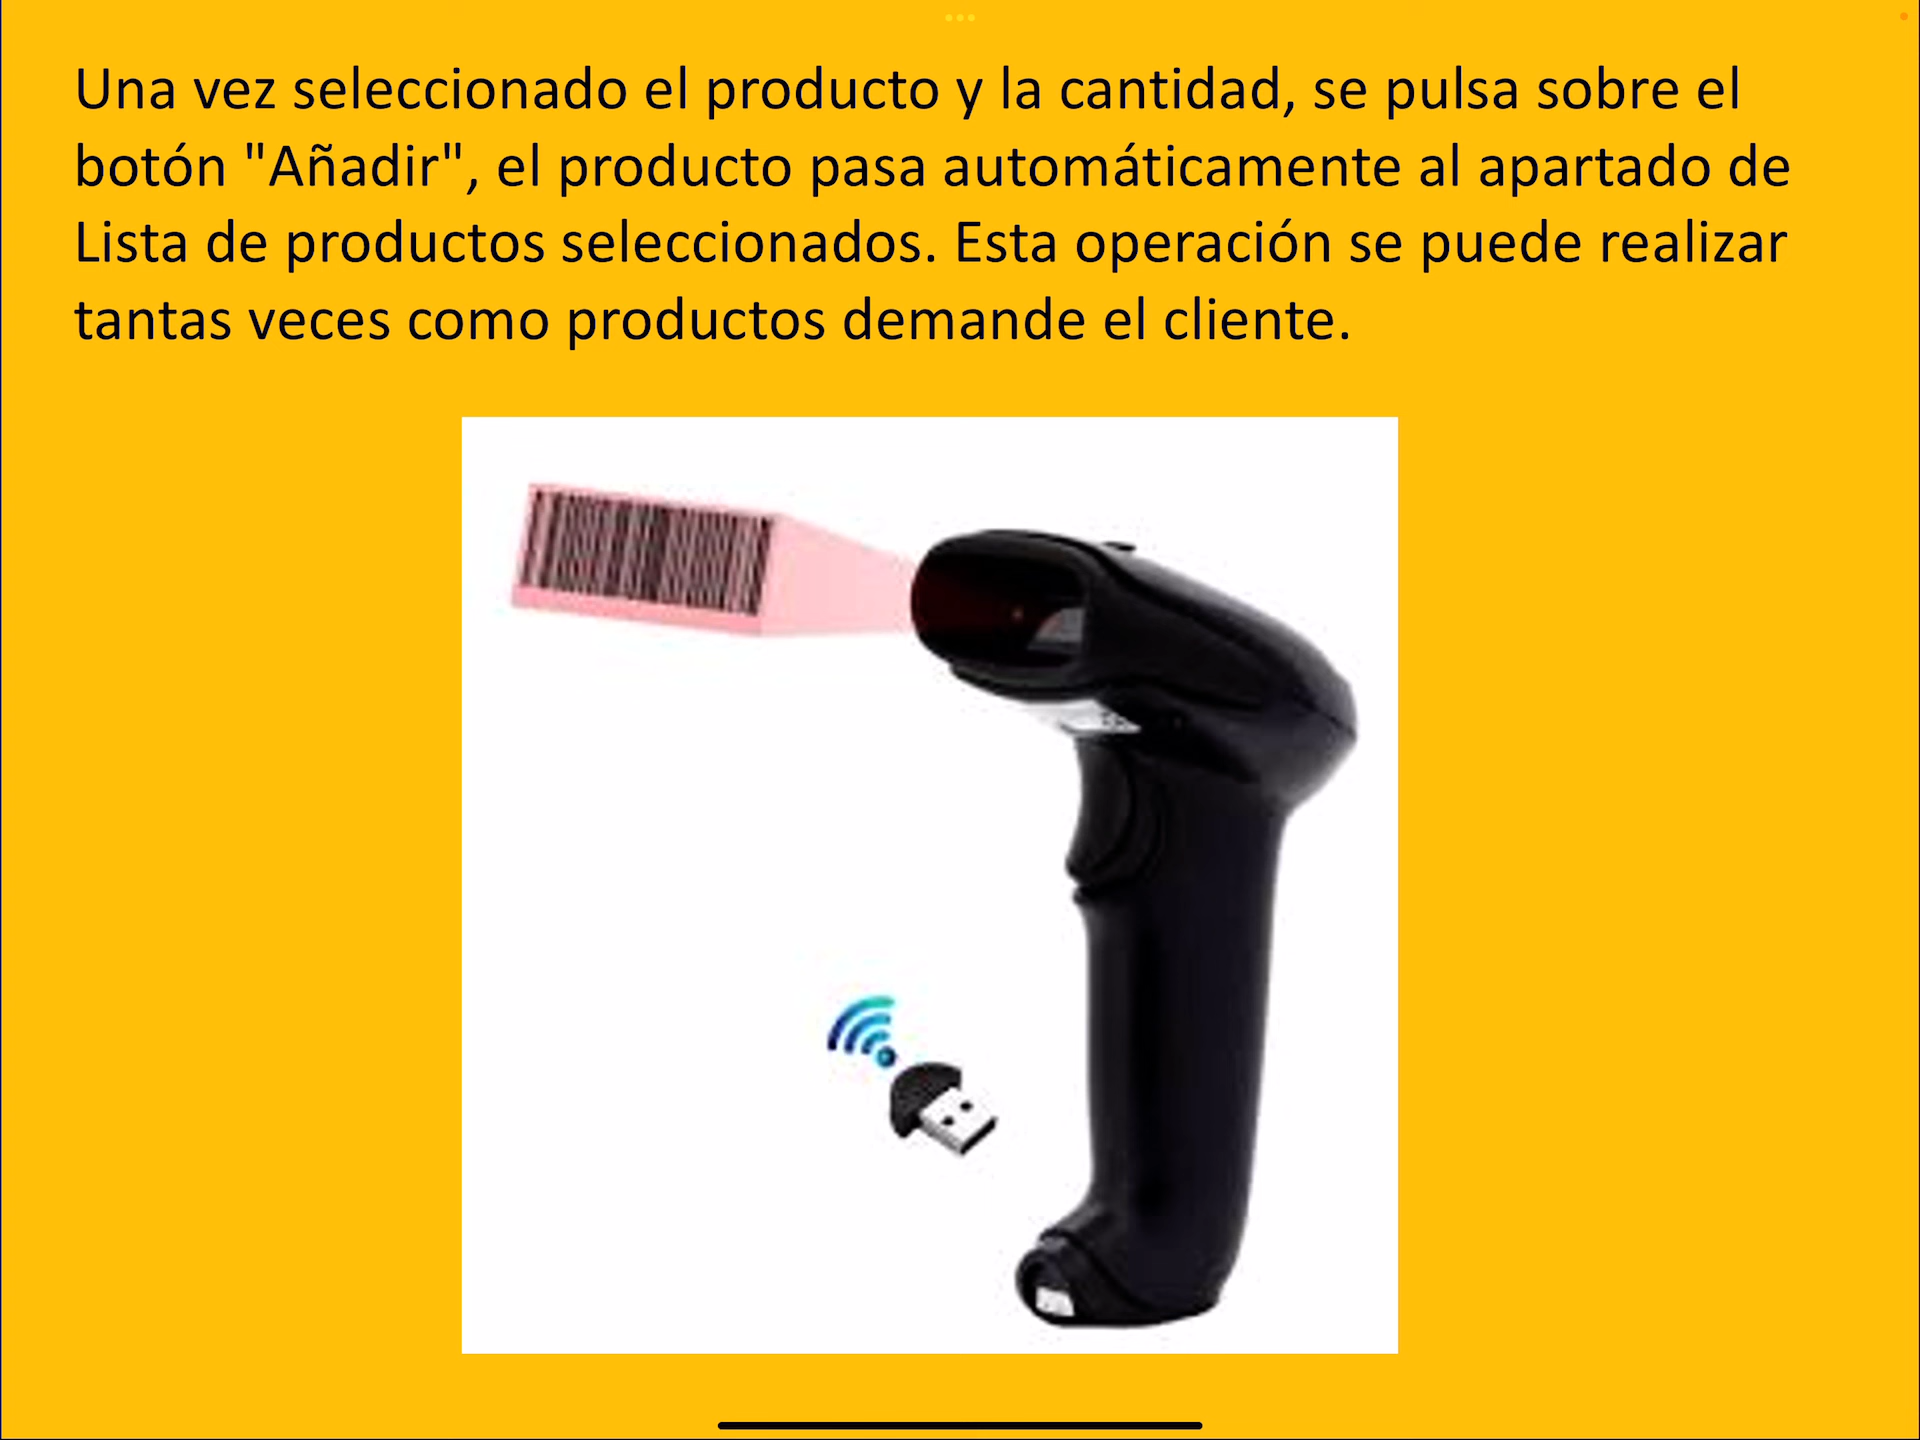 Una vez seleccionado el producto y la cantidad, se pulsa sobre el
botón "Añadir", el producto pasa automáticamente al apartado de
Lista de productos seleccionados. Esta operación se puede realizar
tantas veces como productos demande el cliente.